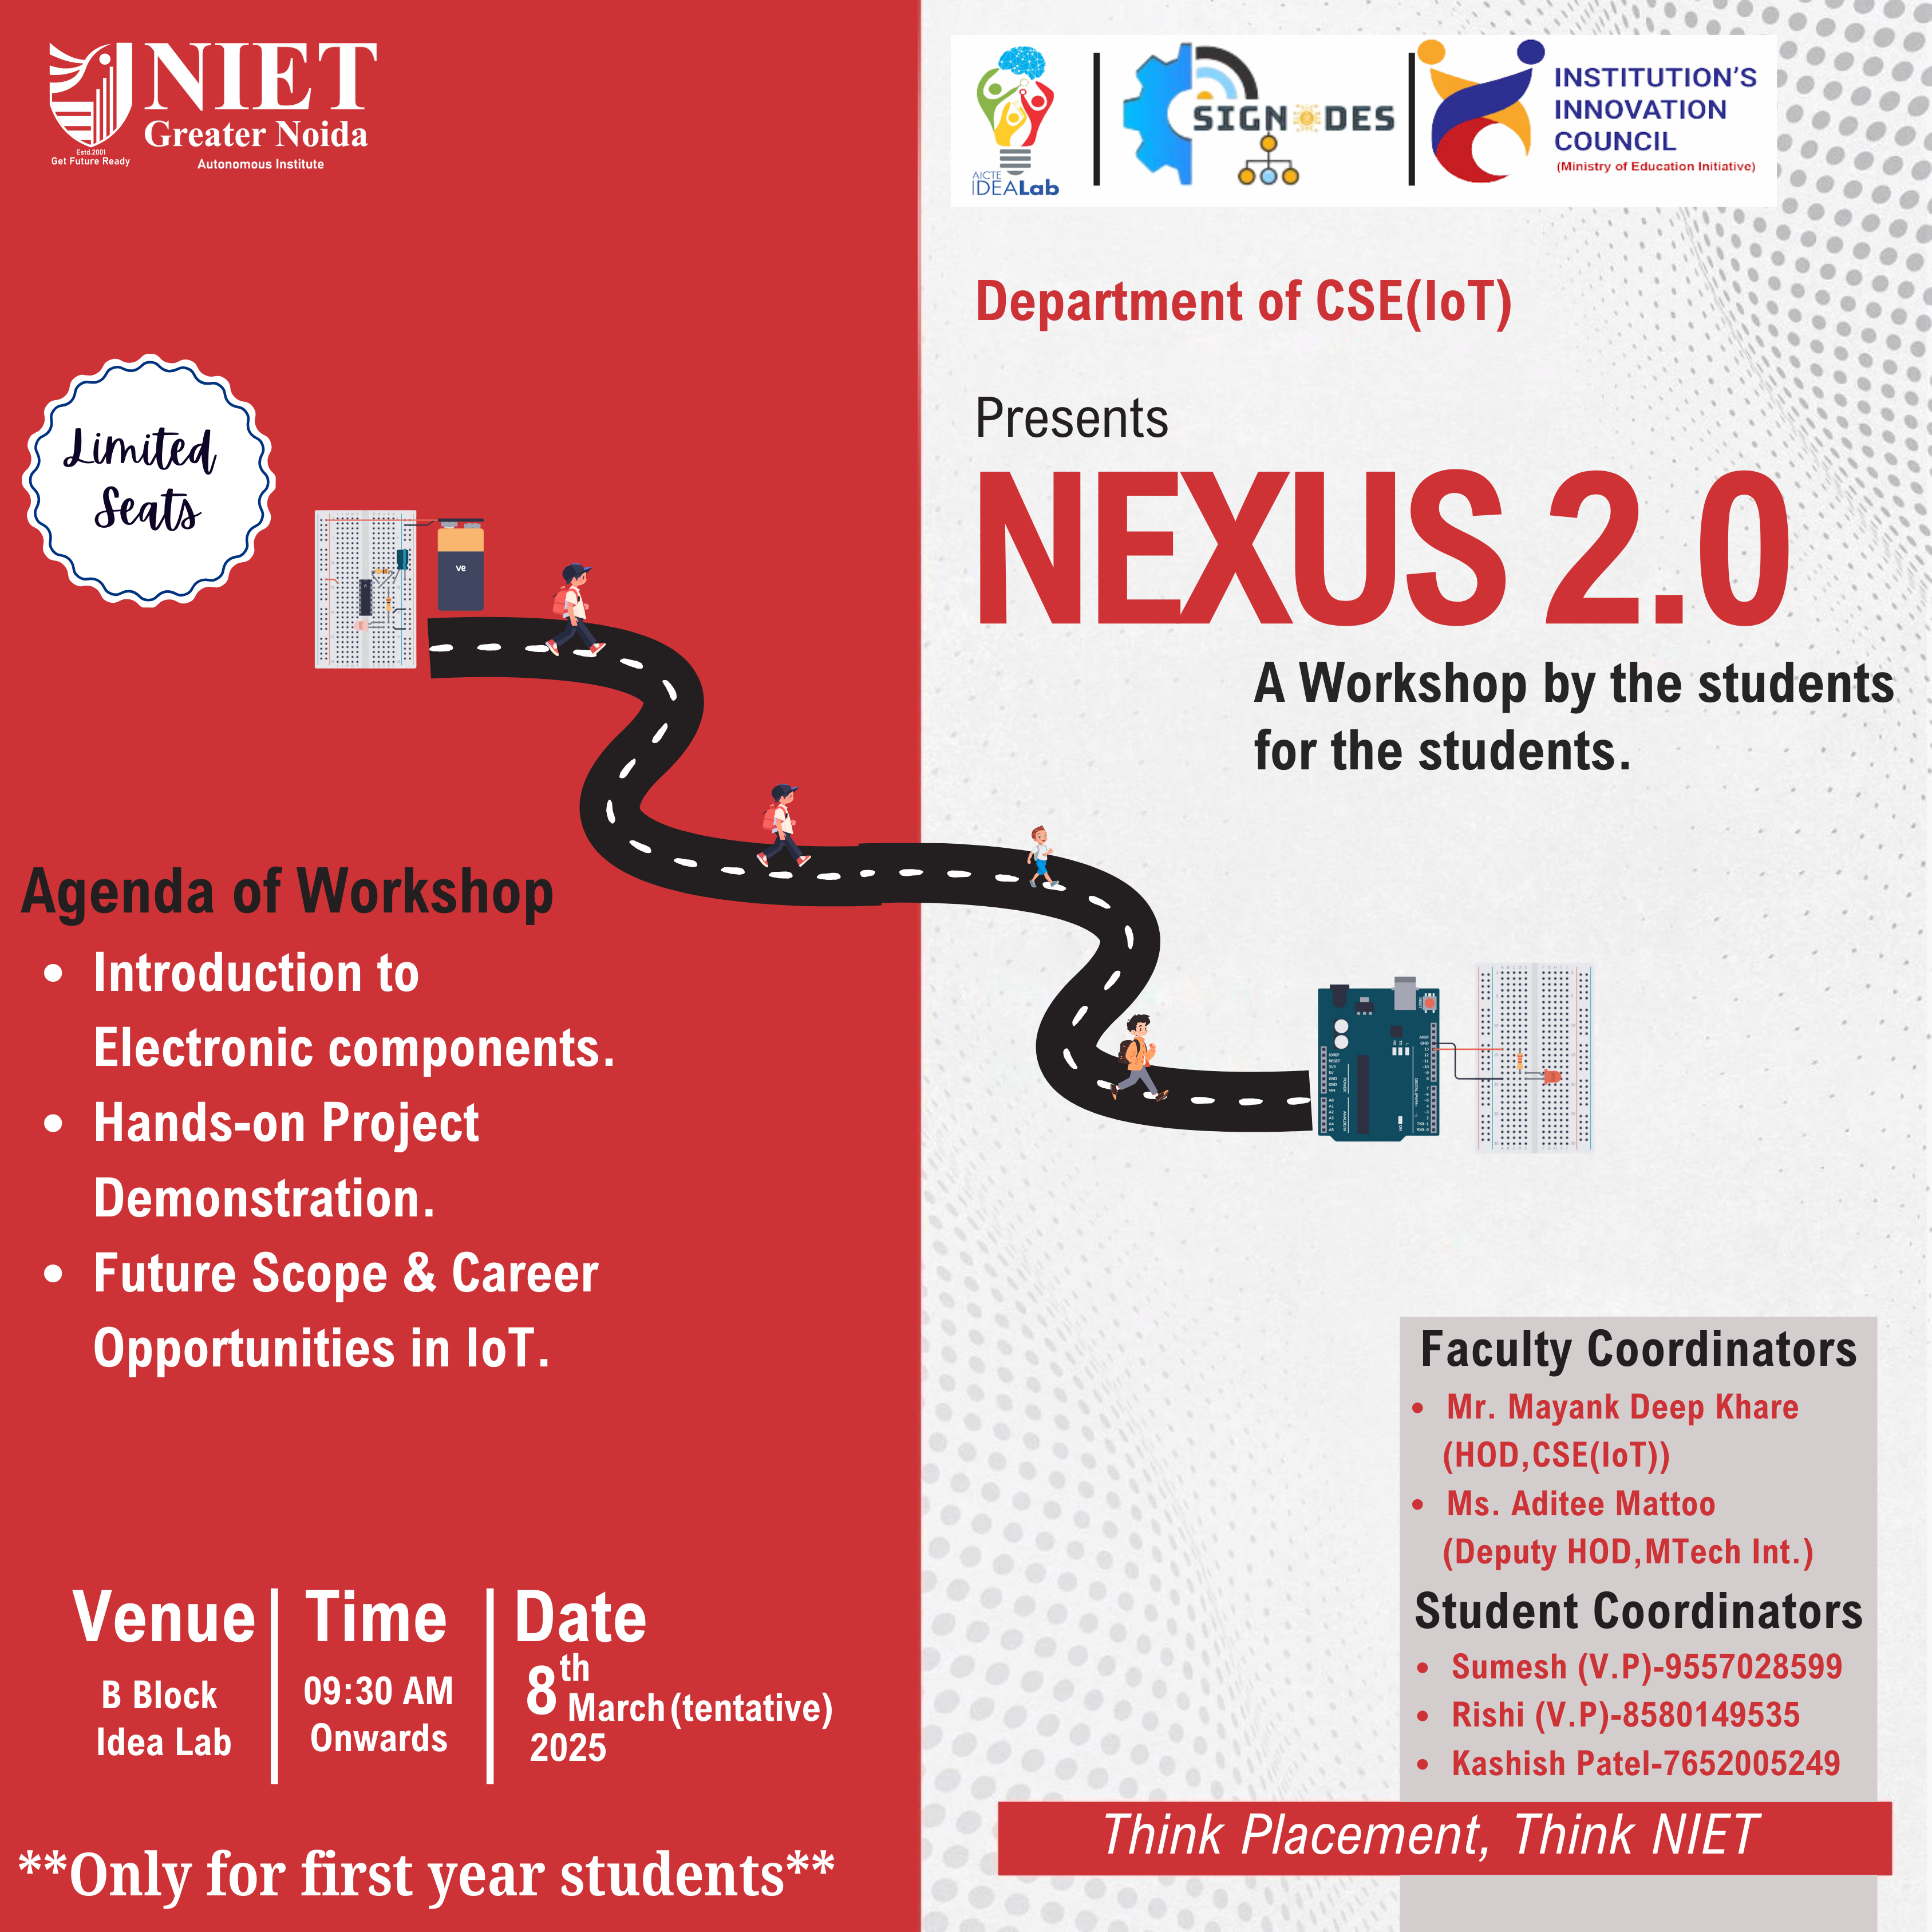 NIET
Greater Noida
Autonomous Institute
Estd.2001
Get Future Ready
AICTE
IDEALab
SIGNODES
INSTITUTION'S
INNOVATION
COUNCIL
(Ministry of Education Initiative)
Department of CSE(IoT)
Presents
NEXUS 2.0
A Workshop by the students
for the students.
Limited
Seats
ve
Agenda of Workshop
• Introduction to
Electronic components.
• Hands-on Project
Demonstration.
• Future Scope & Career
Opportunities in IoT.
Faculty Coordinators
• Mr. Mayank Deep Khare
(HOD,CSE(IoT))
• Ms. Aditee Mattoo
(Deputy HOD,MTech Int.)
Student Coordinators
• Sumesh (V.P)-9557028599
• Rishi (V.P)-8580149535
• Kashish Patel-7652005249
Venue
B Block
Idea Lab
Time
09:30 AM
Onwards
Date
8th
March(tentative)
2025
**Only for first year students**
Think Placement, Think NIET